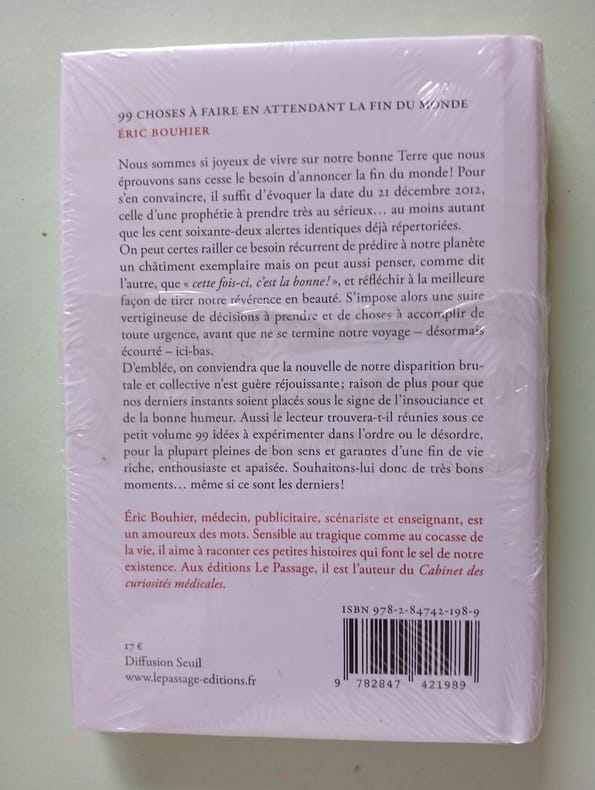 99 CHOSES À FAIRE EN ATTENDANT LA FIN DU MONDE
ÉRIC BOUHIER
Nous sommes si joyeux de vivre sur notre bonne Terre que nous
éprouvons sans cesse le besoin d'annoncer la fin du monde! Pour
s'en convaincre, il suffit d'évoquer la date du 21 décembre 2012,
celle d'une prophétie à prendre très au sérieux... au moins autant
que les cent soixante-deux alertes identiques déjà répertoriées.
On peut certes railler ce besoin récurrent de prédire à notre planète
un châtiment exemplaire mais on peut aussi penser, comme dit
l'autre, que « cette fois-ci, c'est la bonne! », et réfléchir à la meilleure
façon de tirer notre révérence en beauté. S'impose alors une suite
vertigineuse de décisions à prendre et de choses à accomplir de
toute urgence, avant que ne se termine notre voyage – désormais
écourté – ici-bas.
D'emblée, on conviendra que la nouvelle de notre disparition bru-
tale et collective n'est guère réjouissante; raison de plus pour que
nos derniers instants soient placés sous le signe de l'insouciance et
de la bonne humeur. Aussi le lecteur trouvera-t-il réunies sous ce
petit volume 99 idées à expérimenter dans l'ordre ou le désordre,
pour la plupart pleines de bon sens et garantes d'une fin de vie
riche, enthousiaste et apaisée. Souhaitons-lui donc de très bons
moments... même si ce sont les derniers!
Éric Bouhier, médecin, publicitaire, scénariste et enseignant, est
un amoureux des mots. Sensible au tragique comme au cocasse de
la vie, il aime à raconter ces petites histoires qui font le sel de notre
existence. Aux éditions Le Passage, il est l'auteur du Cabinet des
curiosités médicales.
ISBN 978-2-84742-198-9
17 €
Diffusion Seuil
www.lepassage-editions.fr
9 782847 421989